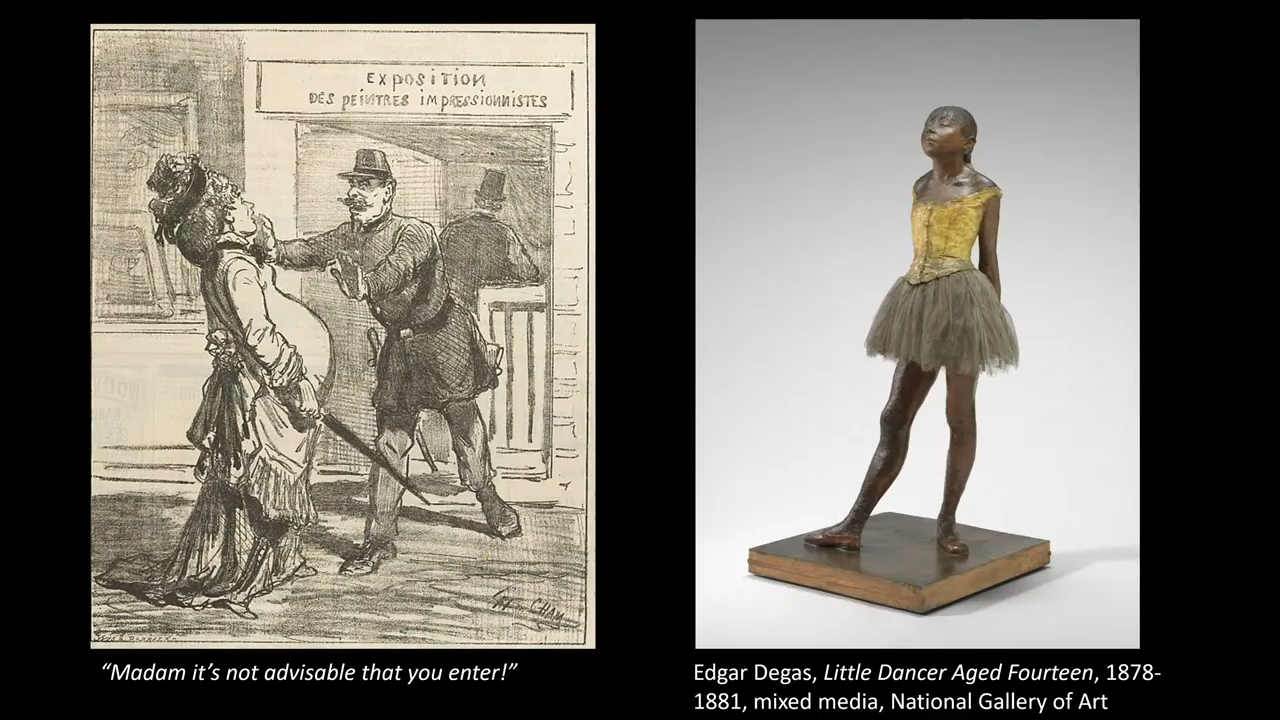 EXPOSITION
DES PEINTRES IMPRESSIONNISTES
CHAM
“Madam it’s not advisable that you enter!”
Edgar Degas, Little Dancer Aged Fourteen, 1878-
1881, mixed media, National Gallery of Art